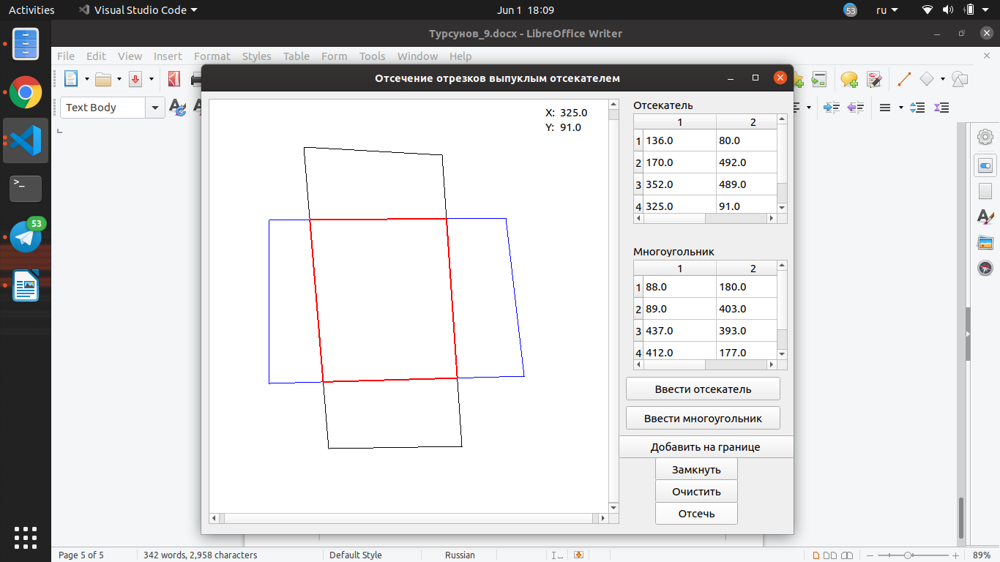 Activities
Visual Studio Code
Jun 1 18:09
53
ru
Турсунов_9.docx - LibreOffice Writer
File Edit View Insert Format Styles Table Form Tools Window Help
Text Body
Отсечение отрезков выпуклым отсекателем
X: 325.0
Y: 91.0
Отсекатель
1 2
1 136.0 80.0
2 170.0 492.0
3 352.0 489.0
4 325.0 91.0
Многоугольник
1 2
1 88.0 180.0
2 89.0 403.0
3 437.0 393.0
4 412.0 177.0
Ввести отсекатель
Ввести многоугольник
Добавить на границе
Замкнуть
Очистить
Отсечь
>_
53
Page 5 of 5
342 words, 2,958 characters
Default Style
Russian
89%